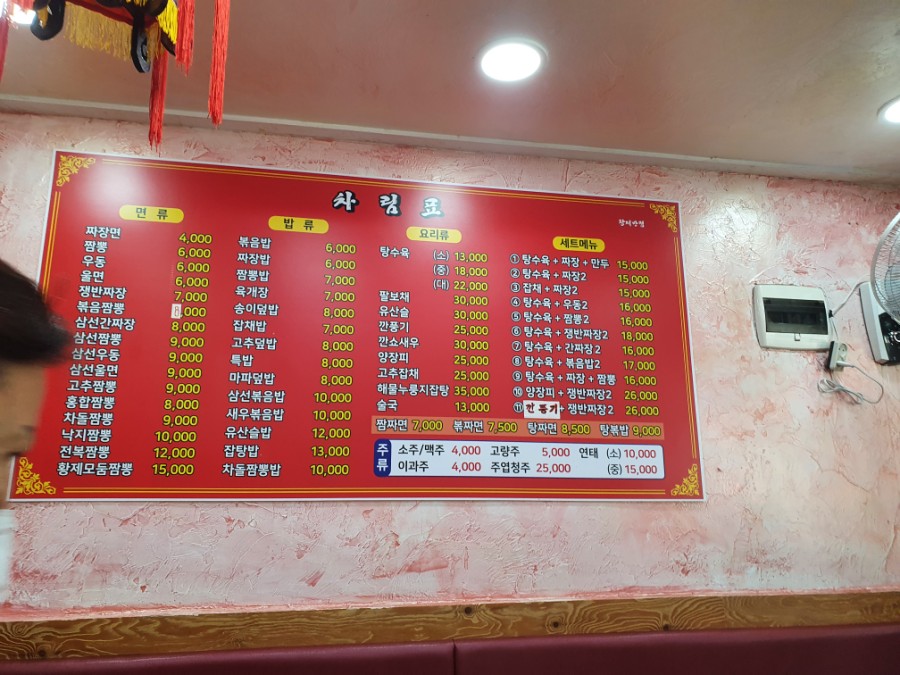 차림표
면 류
짜장면 4,000
짬뽕 6,000
우동 6,000
울면 6,000
쟁반짜장 7,000
볶음짬뽕 8,000
삼선간짜장 8,000
삼선짬뽕 9,000
삼선우동 9,000
삼선울면 9,000
고추짬뽕 9,000
홍합짬뽕 8,000
차돌짬뽕 9,000
낙지짬뽕 10,000
전복짬뽕 12,000
황제모둠짬뽕 15,000
밥 류
볶음밥 6,000
짜장밥 6,000
짬뽕밥 7,000
육개장 7,000
송이덮밥 8,000
잡채밥 7,000
고추덮밥 8,000
특밥 8,000
마파덮밥 8,000
삼선볶음밥 10,000
새우볶음밥 10,000
유산슬밥 12,000
잡탕밥 13,000
차돌짬뽕밥 10,000
요리류
탕수육 (소) 13,000
(중) 18,000
(대) 22,000
팔보채 30,000
유산슬 30,000
깐풍기 25,000
깐쇼새우 30,000
양장피 25,000
고추잡채 25,000
해물누룽지잡탕 35,000
술국 13,000
세트메뉴
① 탕수육 + 짜장 + 만두 15,000
② 탕수육 + 짜장2 15,000
③ 잡채 + 짜장2 15,000
④ 탕수육 + 우동2 16,000
⑤ 탕수육 + 짬뽕2 16,000
⑥ 탕수육 + 쟁반짜장2 18,000
⑦ 탕수육 + 간짜장2 16,000
⑧ 탕수육 + 볶음밥2 17,000
⑨ 탕수육 + 짜장 + 짬뽕 16,000
⑩ 양장피 + 쟁반짜장2 26,000
⑪ 깐풍기 + 쟁반짜장2 26,000
짬짜면 7,000 볶짜면 7,500 탕짜면 8,500 탕볶밥 9,000
주류
소주/맥주 4,000 고량주 5,000 연태 (소) 10,000
이과주 4,000 주업청주 25,000 (중) 15,000